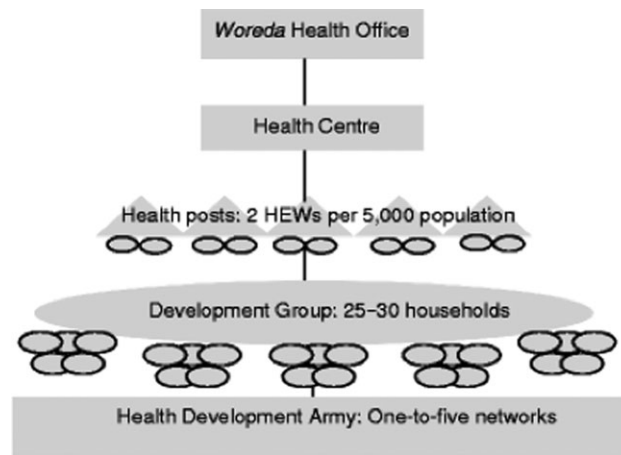 Woreda Health Office
Health Centre
Health posts: 2 HEWs per 5,000 population
Development Group: 25–30 households
Health Development Army: One-to-five networks